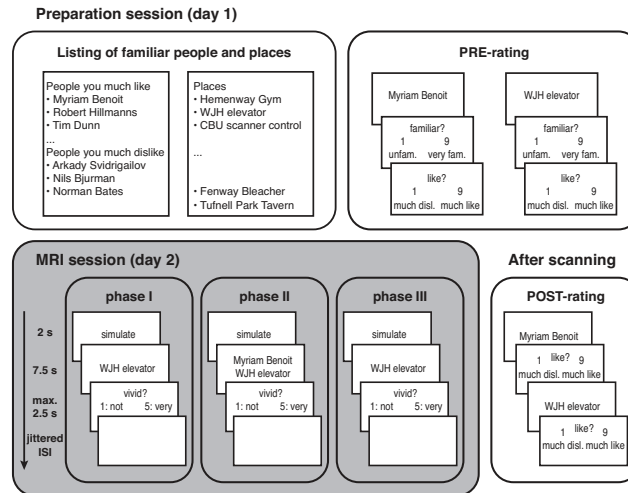 Preparation session (day 1)
Listing of familiar people and places
People you much like
• Myriam Benoit
• Robert Hillmanns
• Tim Dunn
...
People you much dislike
• Arkady Svidrigailov
• Nils Bjurman
• Norman Bates
Places
• Hemenway Gym
• WJH elevator
• CBU scanner control
...
• Fenway Bleacher
• Tufnell Park Tavern
PRE-rating
Myriam Benoit
familiar?
1 9
unfam. very fam.
like?
1 9
much disl. much like
WJH elevator
familiar?
1 9
unfam. very fam.
like?
1 9
much disl. much like
MRI session (day 2)
2 s
7.5 s
max.
2.5 s
jittered
ISI
phase I
simulate
WJH elevator
vivid?
1: not 5: very
phase II
simulate
Myriam Benoit
WJH elevator
vivid?
1: not 5: very
phase III
simulate
WJH elevator
vivid?
1: not 5: very
After scanning
POST-rating
Myriam Benoit
1 like? 9
much disl. much like
WJH elevator
1 like? 9
much disl. much like